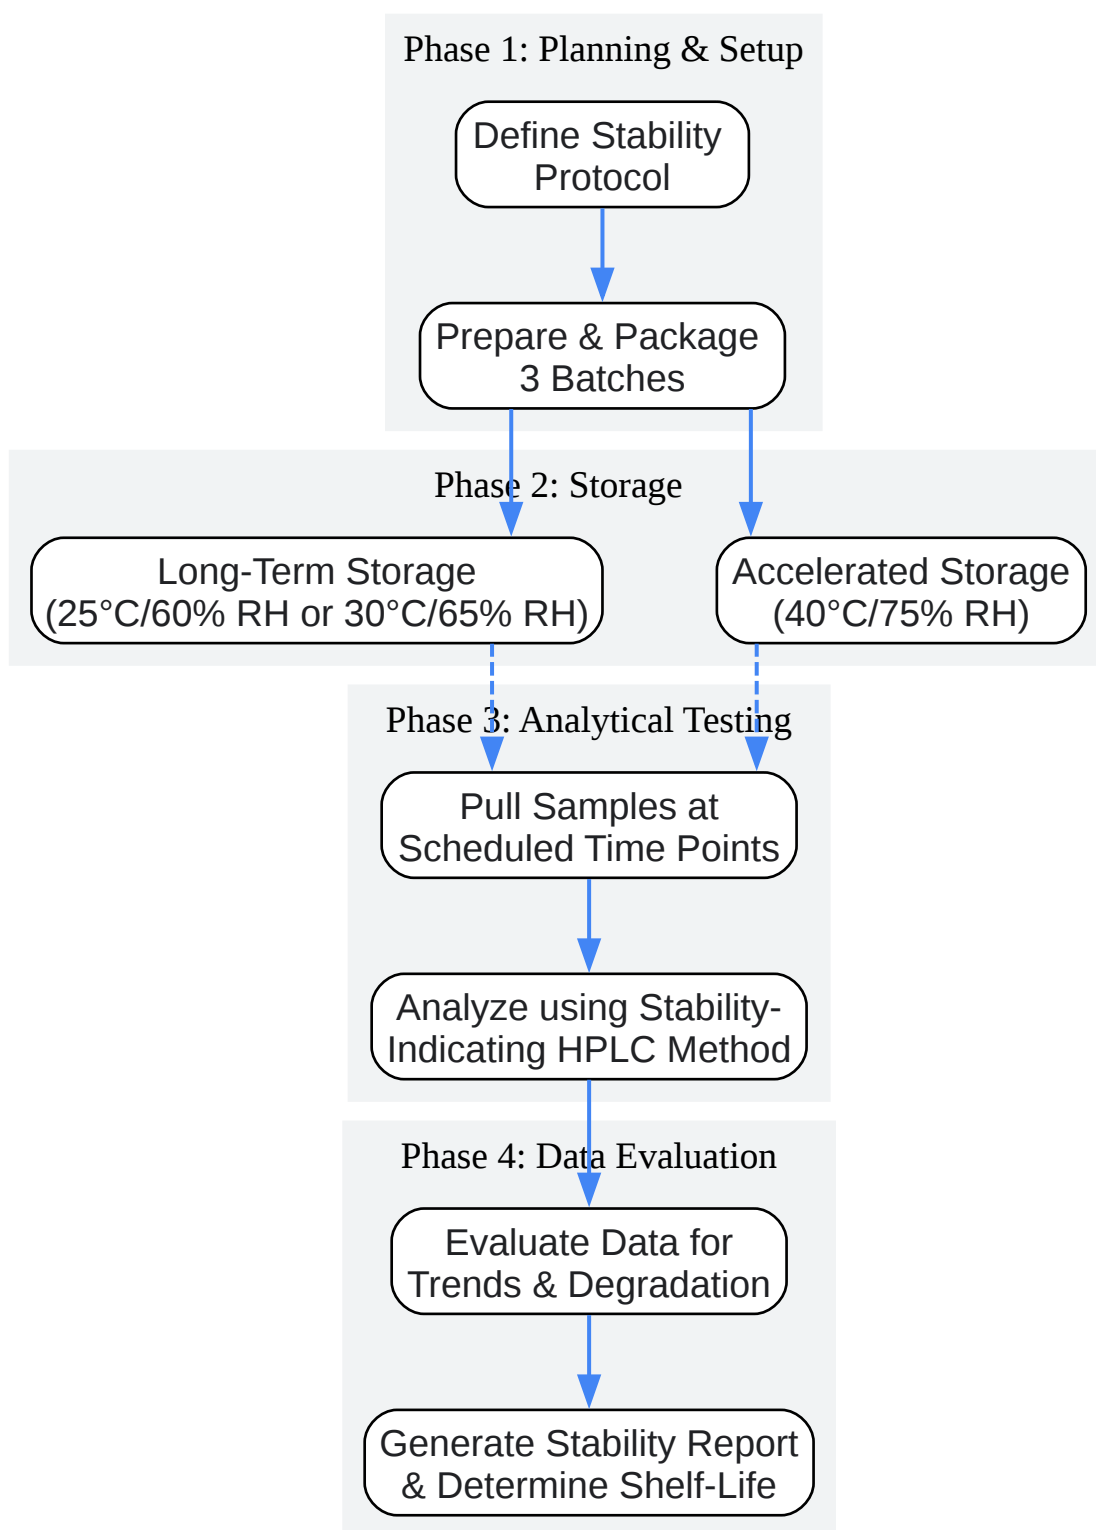 Phase 1: Planning & Setup
Define Stability
Protocol
Prepare & Package
3 Batches
Phase 2: Storage
Long-Term Storage
(25°C/60% RH or 30°C/65% RH)
Accelerated Storage
(40°C/75% RH)
Phase 3: Analytical Testing
Pull Samples at
Scheduled Time Points
Analyze using Stability-
Indicating HPLC Method
Phase 4: Data Evaluation
Evaluate Data for
Trends & Degradation
Generate Stability Report
& Determine Shelf-Life